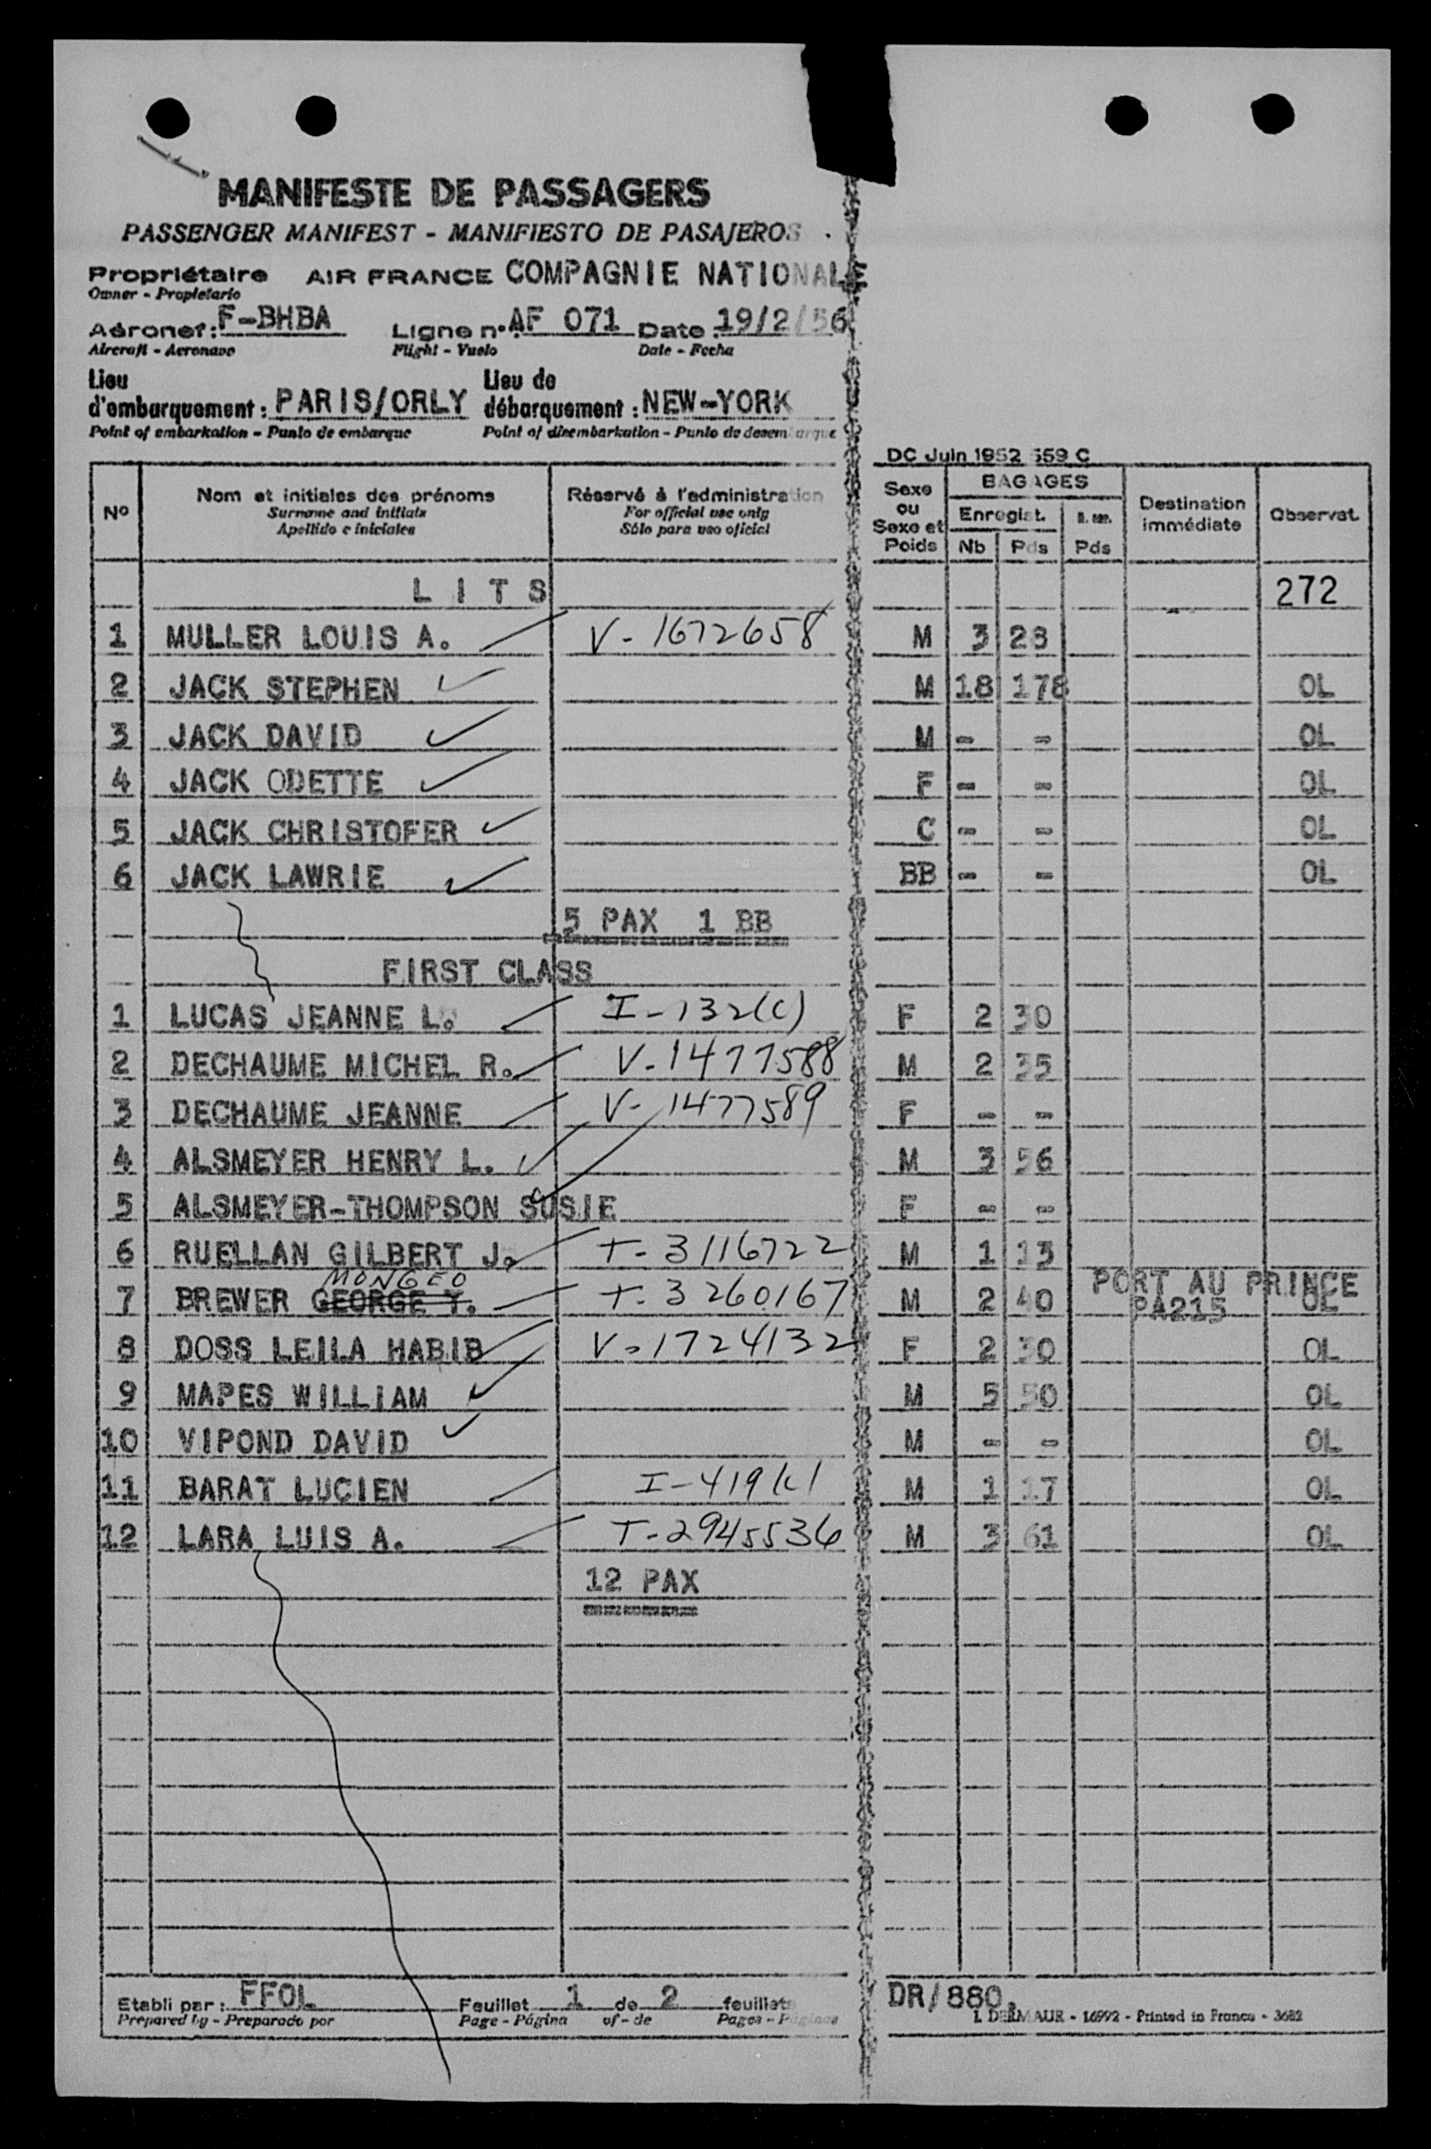 MANIFESTE DE PASSAGERS
PASSENGER MANIFEST - MANIFIESTO DE PASAJEROS
Propriétaire AIR FRANCE COMPAGNIE NATIONALE
Owner - Propietario
Aéronef: F-BHBA Ligne n° AF 071 Date 19/2/56
Aircraft - Aeronave Flight - Vuelo Date - Fecha
Lieu d'embarquement : PARIS/ORLY Lieu de débarquement : NEW-YORK
Point of embarkation - Punto de embarque Point of disembarkation - Punto de desembarque
DC Juin 1952 559 C
N° Nom et initiales des prénoms Réservé à l'administration Sexe ou Sexe et Poids BAGAGES Enregist. Nb Pds Pds Destination immédiate Observat.
Surname and initials For official use only
Apellido e iniciales Sólo para uso oficial
LITS 272
1 MULLER LOUIS A. V-1672658 M 3 28
2 JACK STEPHEN M 18 178 OL
3 JACK DAVID M - - OL
4 JACK ODETTE F - - OL
5 JACK CHRISTOFER C - - OL
6 JACK LAWRIE BB - - OL
5 PAX 1 BB
FIRST CLASS
1 LUCAS JEANNE L. I-132(C) F 2 30
2 DECHAUME MICHEL R. V-1477588 M 2 35
3 DECHAUME JEANNE V-1477589 F - -
4 ALSMEYER HENRY L. M 3 56
5 ALSMEYER-THOMPSON SUSIE F - -
6 RUELLAN GILBERT J. T-3116722 M 1 13
MONGEO
7 BREWER GEORGE Y. T-3260167 M 2 40 PORT AU PRINCE PA215 OL
8 DOSS LEILA HABIB V-1724132 F 2 30 OL
9 MAPES WILLIAM M 5 50 OL
10 VIPOND DAVID M - - OL
11 BARAT LUCIEN I-419(C) M 1 17 OL
12 LARA LUIS A. T-2945536 M 3 61 OL
12 PAX
Etabli par : FFOL Feuillet 1 de 2 feuillets DR/880.
Prepared by - Preparado por Page - Página of - de Pages - Paginas
I. DERMAUR - 16992 - Printed in France - 3682